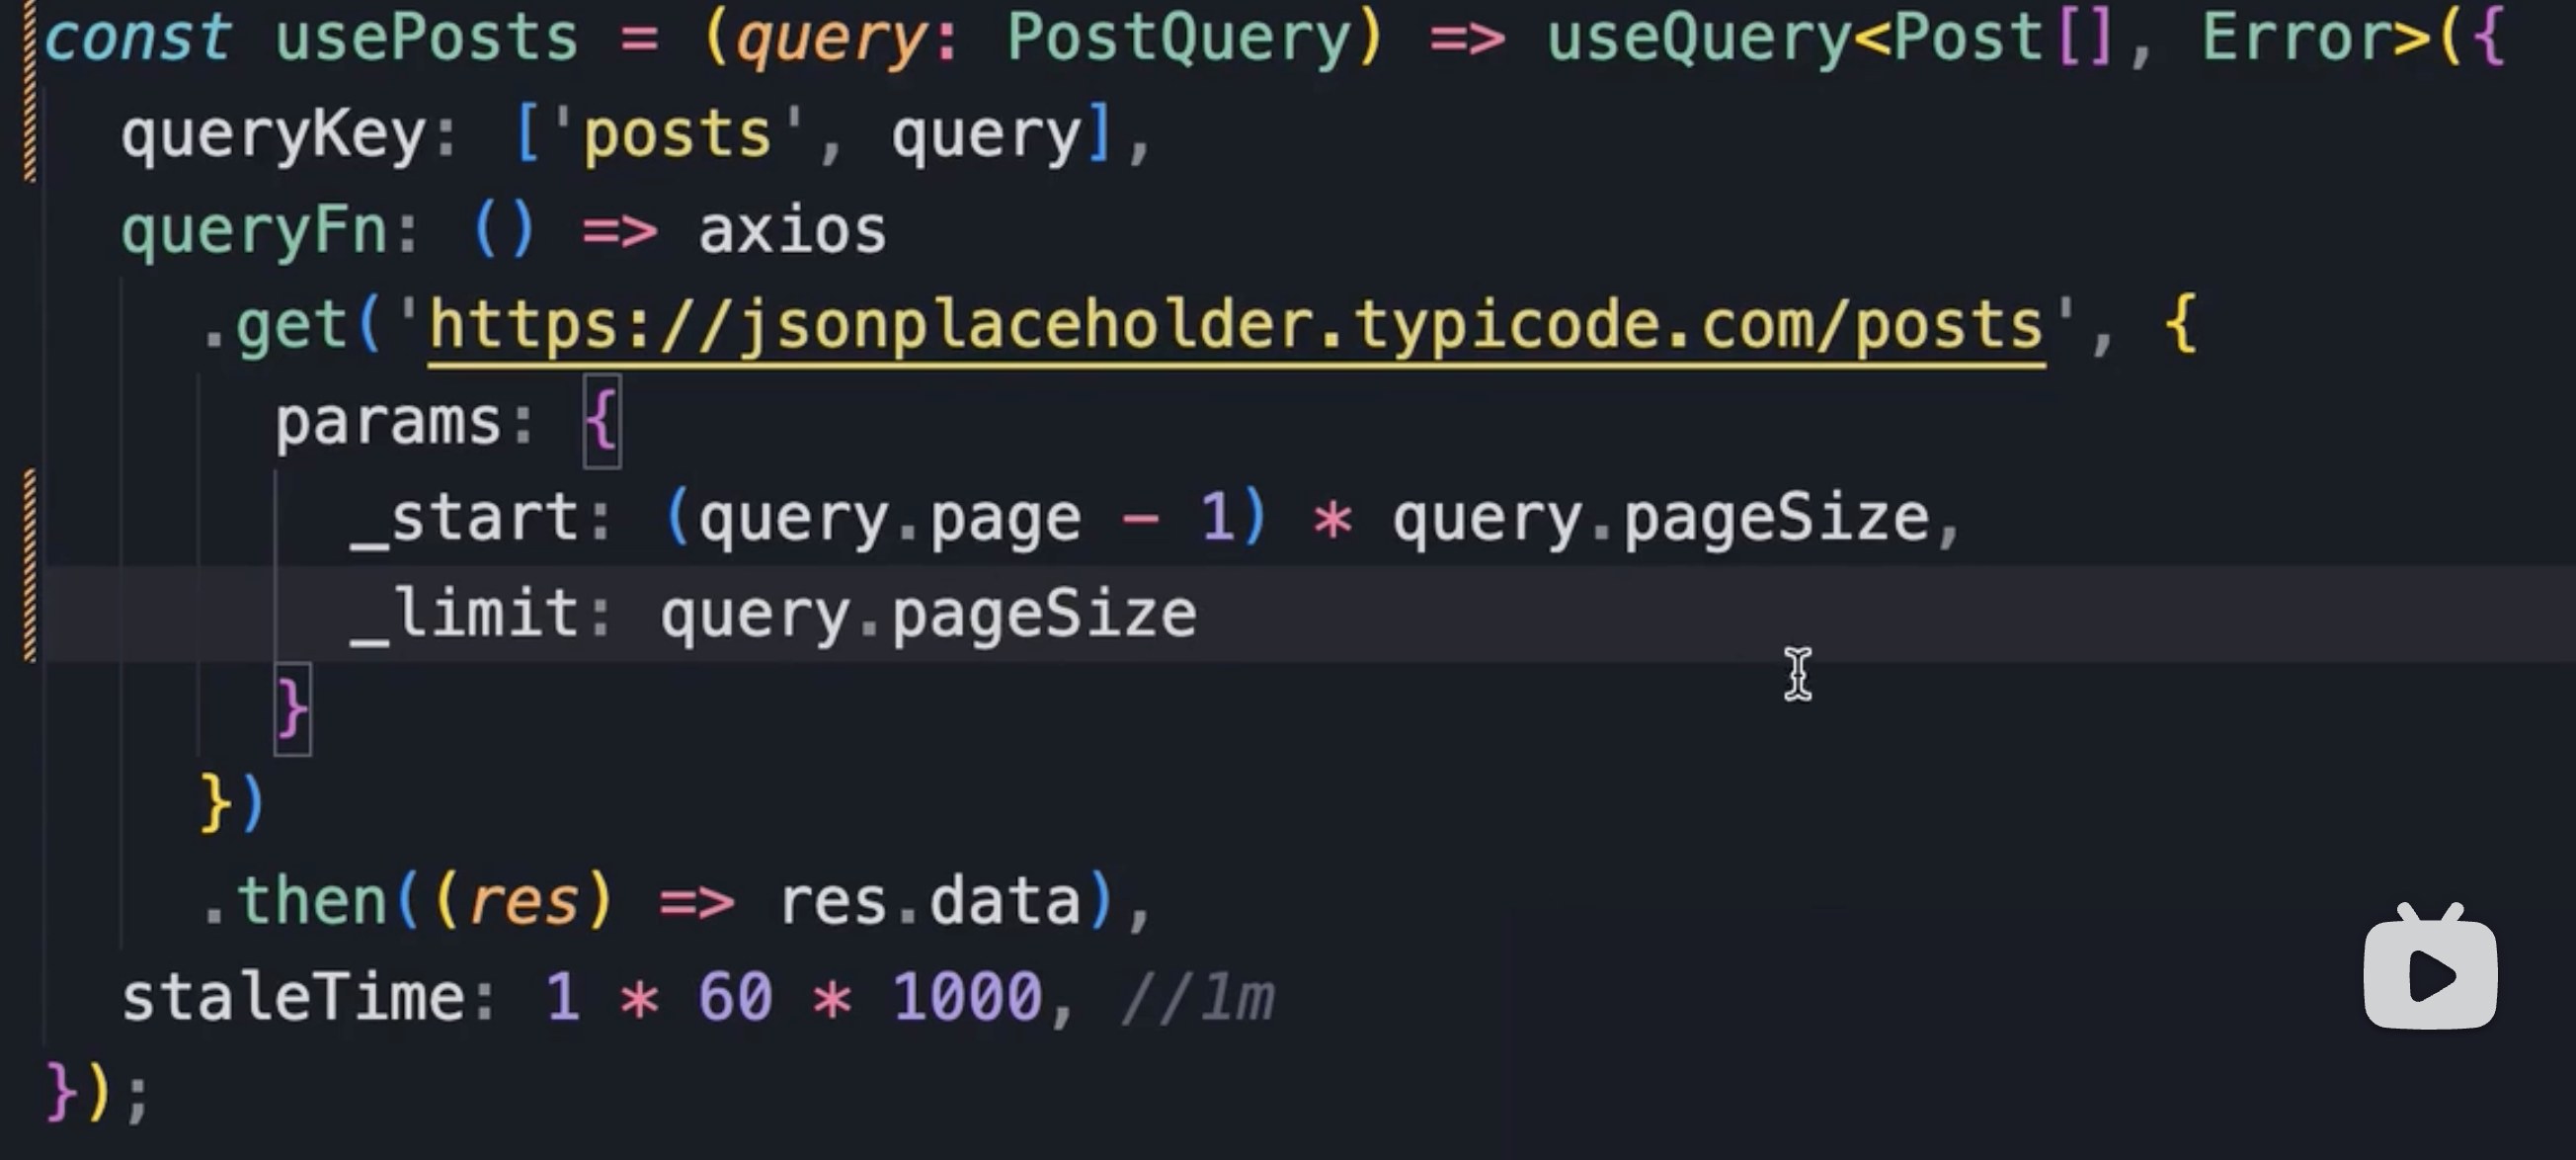 const usePosts = (query: PostQuery) => useQuery<Post[], Error>({
  queryKey: ['posts', query],
  queryFn: () => axios
    .get('https://jsonplaceholder.typicode.com/posts', {
      params: {
        _start: (query.page - 1) * query.pageSize,
        _limit: query.pageSize
      }
    })
    .then((res) => res.data),
  staleTime: 1 * 60 * 1000, //1m
});